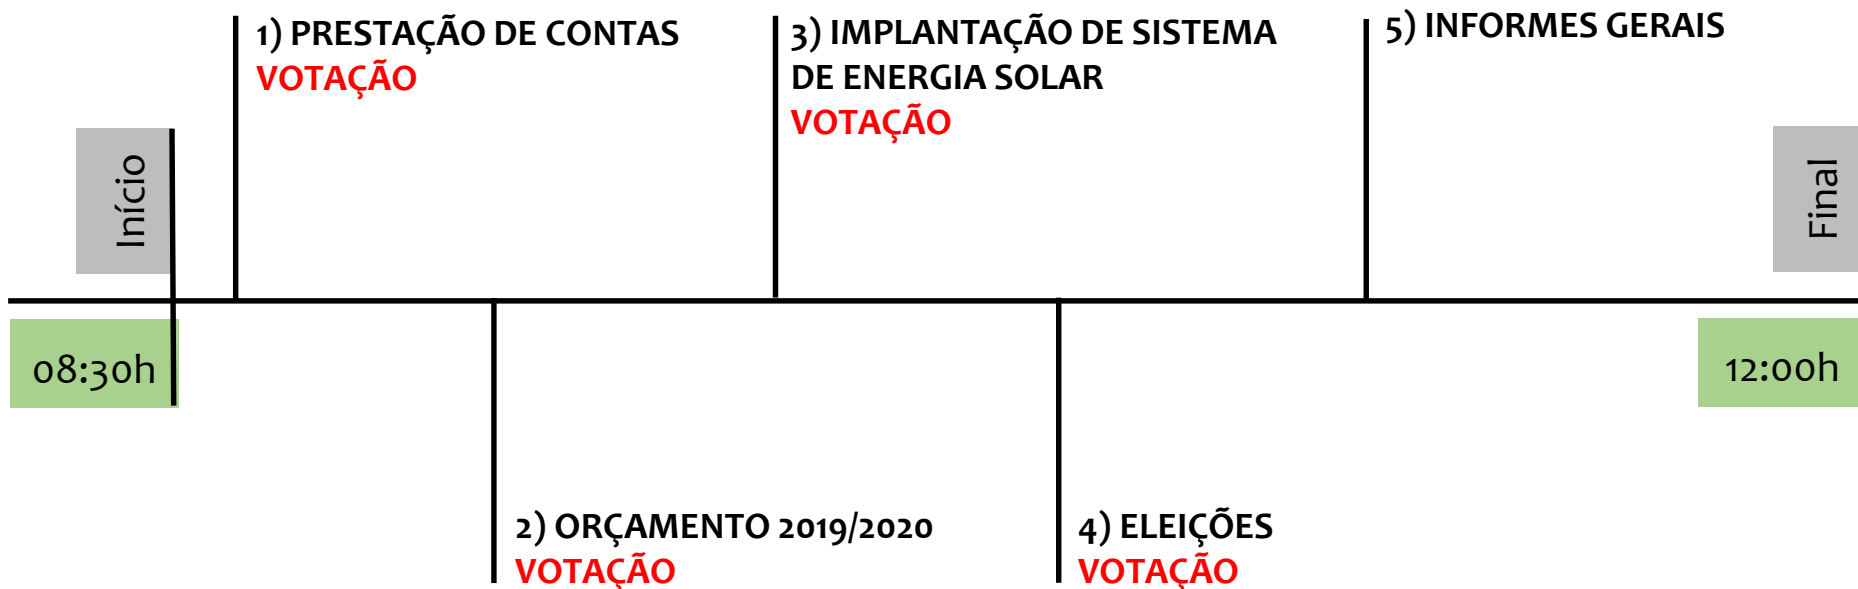 1) PRESTAÇÃO DE CONTAS
VOTAÇÃO
3) IMPLANTAÇÃO DE SISTEMA
DE ENERGIA SOLAR
VOTAÇÃO
5) INFORMES GERAIS
Início
Final
08:30h
12:00h
2) ORÇAMENTO 2019/2020
VOTAÇÃO
4) ELEIÇÕES
VOTAÇÃO